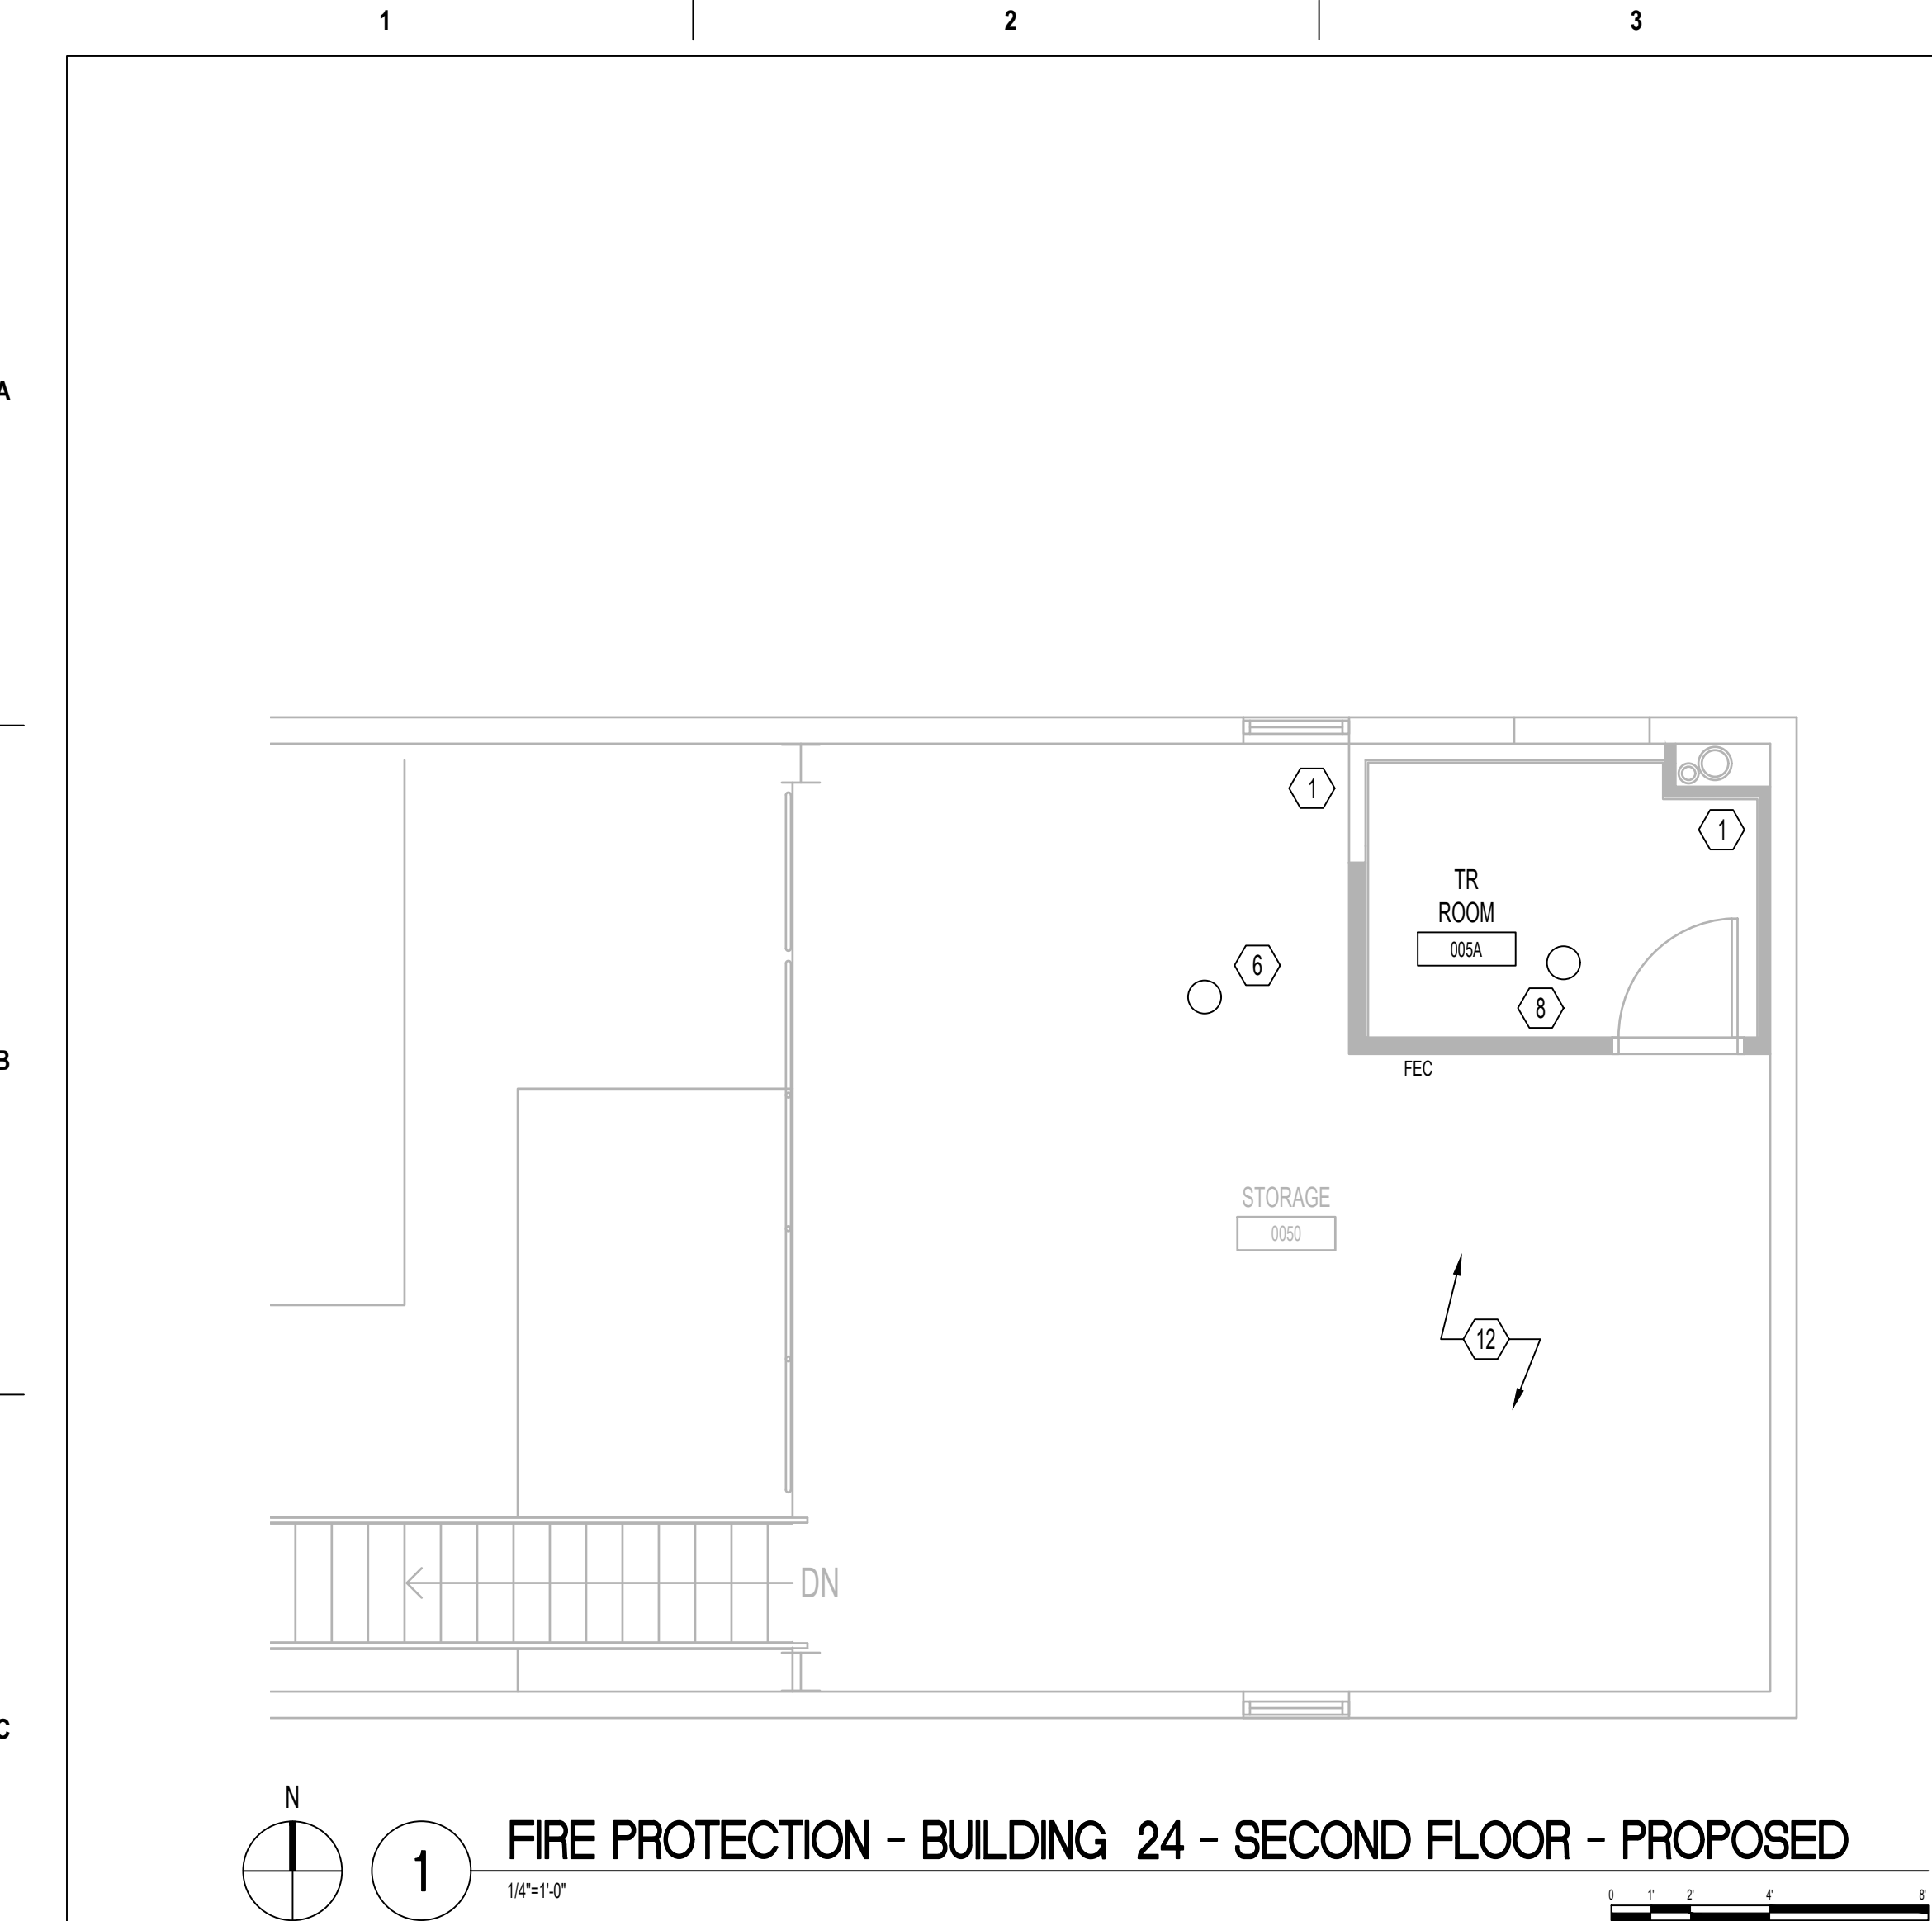 1
2
3
A
B
C
1
1
TR
ROOM
005A
6
8
FEC
STORAGE
0050
12
DN
N
1
FIRE PROTECTION - BUILDING 24 - SECOND FLOOR - PROPOSED
1/4"=1'-0"
0 1' 2' 4' 8'